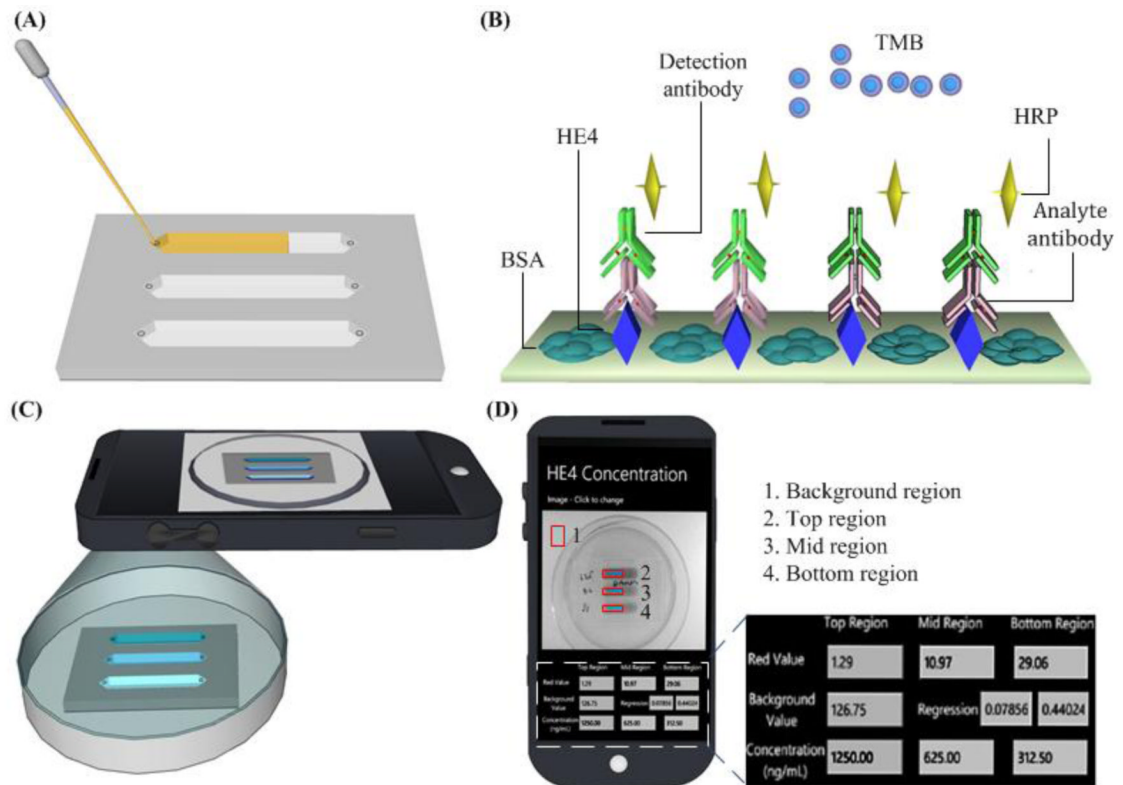 (A)
(B)
TMB
Detection
antibody
HE4
HRP
Analyte
antibody
BSA
(C)
(D)
HE4 Concentration
Image - Click to change
1
2
3
4
Top Region Mid Region Bottom Region
Red Value 1.29 10.97 29.06
Background
Value 126.75 Regression 0.07856 0.44024
Concentration
(ng/mL) 1250.00 625.00 312.50
1. Background region
2. Top region
3. Mid region
4. Bottom region
Top Region Mid Region Bottom Region
Red Value 1.29 10.97 29.06
Background
Value 126.75 Regression 0.07856 0.44024
Concentration
(ng/mL) 1250.00 625.00 312.50